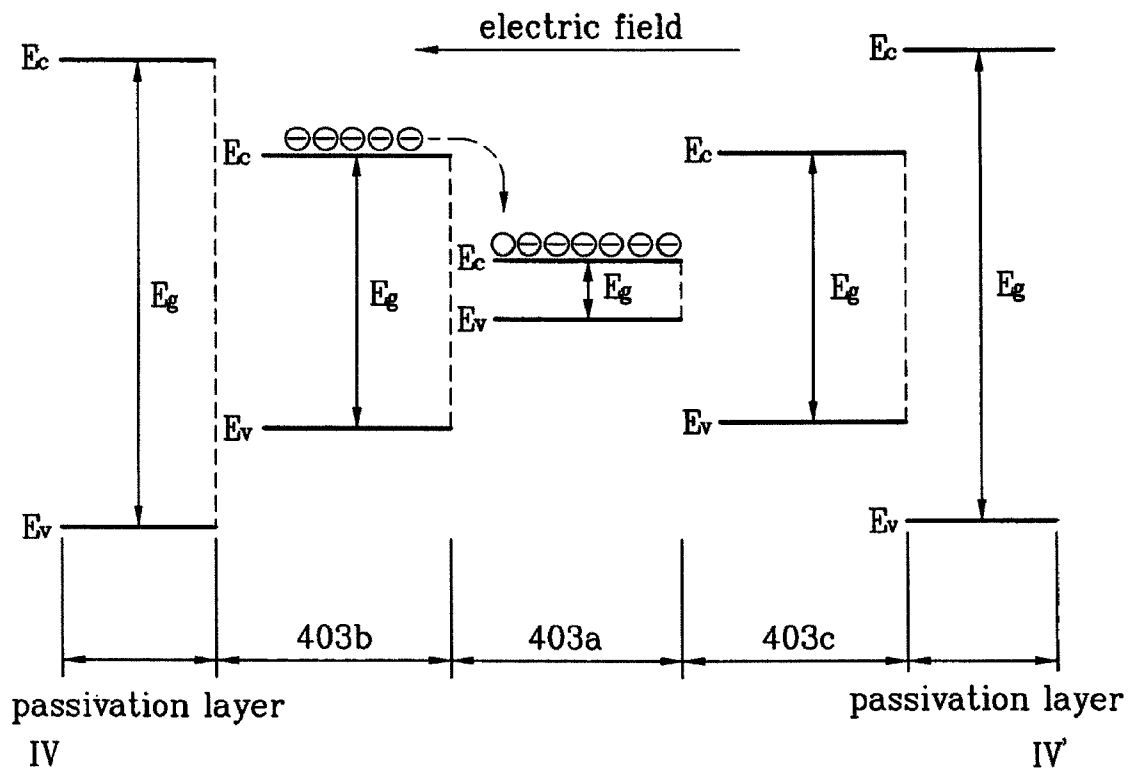 electric field
Ec
Ec
Ec
Ec
Ec
Eg
Eg
Eg
Eg
Eg
Ev
Ev
Ev
Ev
Ev
403b
403a
403c
passivation layer
passivation layer
IV
IV'